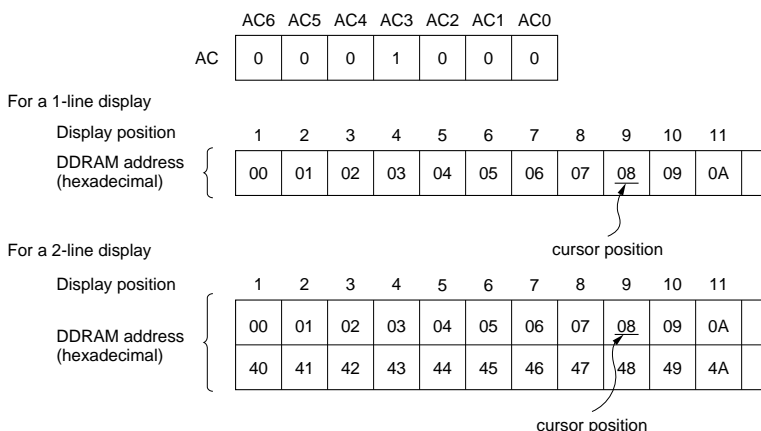 AC6 AC5 AC4 AC3 AC2 AC1 AC0
AC 0 0 0 1 0 0 0
For a 1-line display
Display position 1 2 3 4 5 6 7 8 9 10 11
DDRAM address
(hexadecimal)
00 01 02 03 04 05 06 07 08 09 0A
cursor position
For a 2-line display
Display position 1 2 3 4 5 6 7 8 9 10 11
DDRAM address
(hexadecimal)
00 01 02 03 04 05 06 07 08 09 0A
40 41 42 43 44 45 46 47 48 49 4A
cursor position